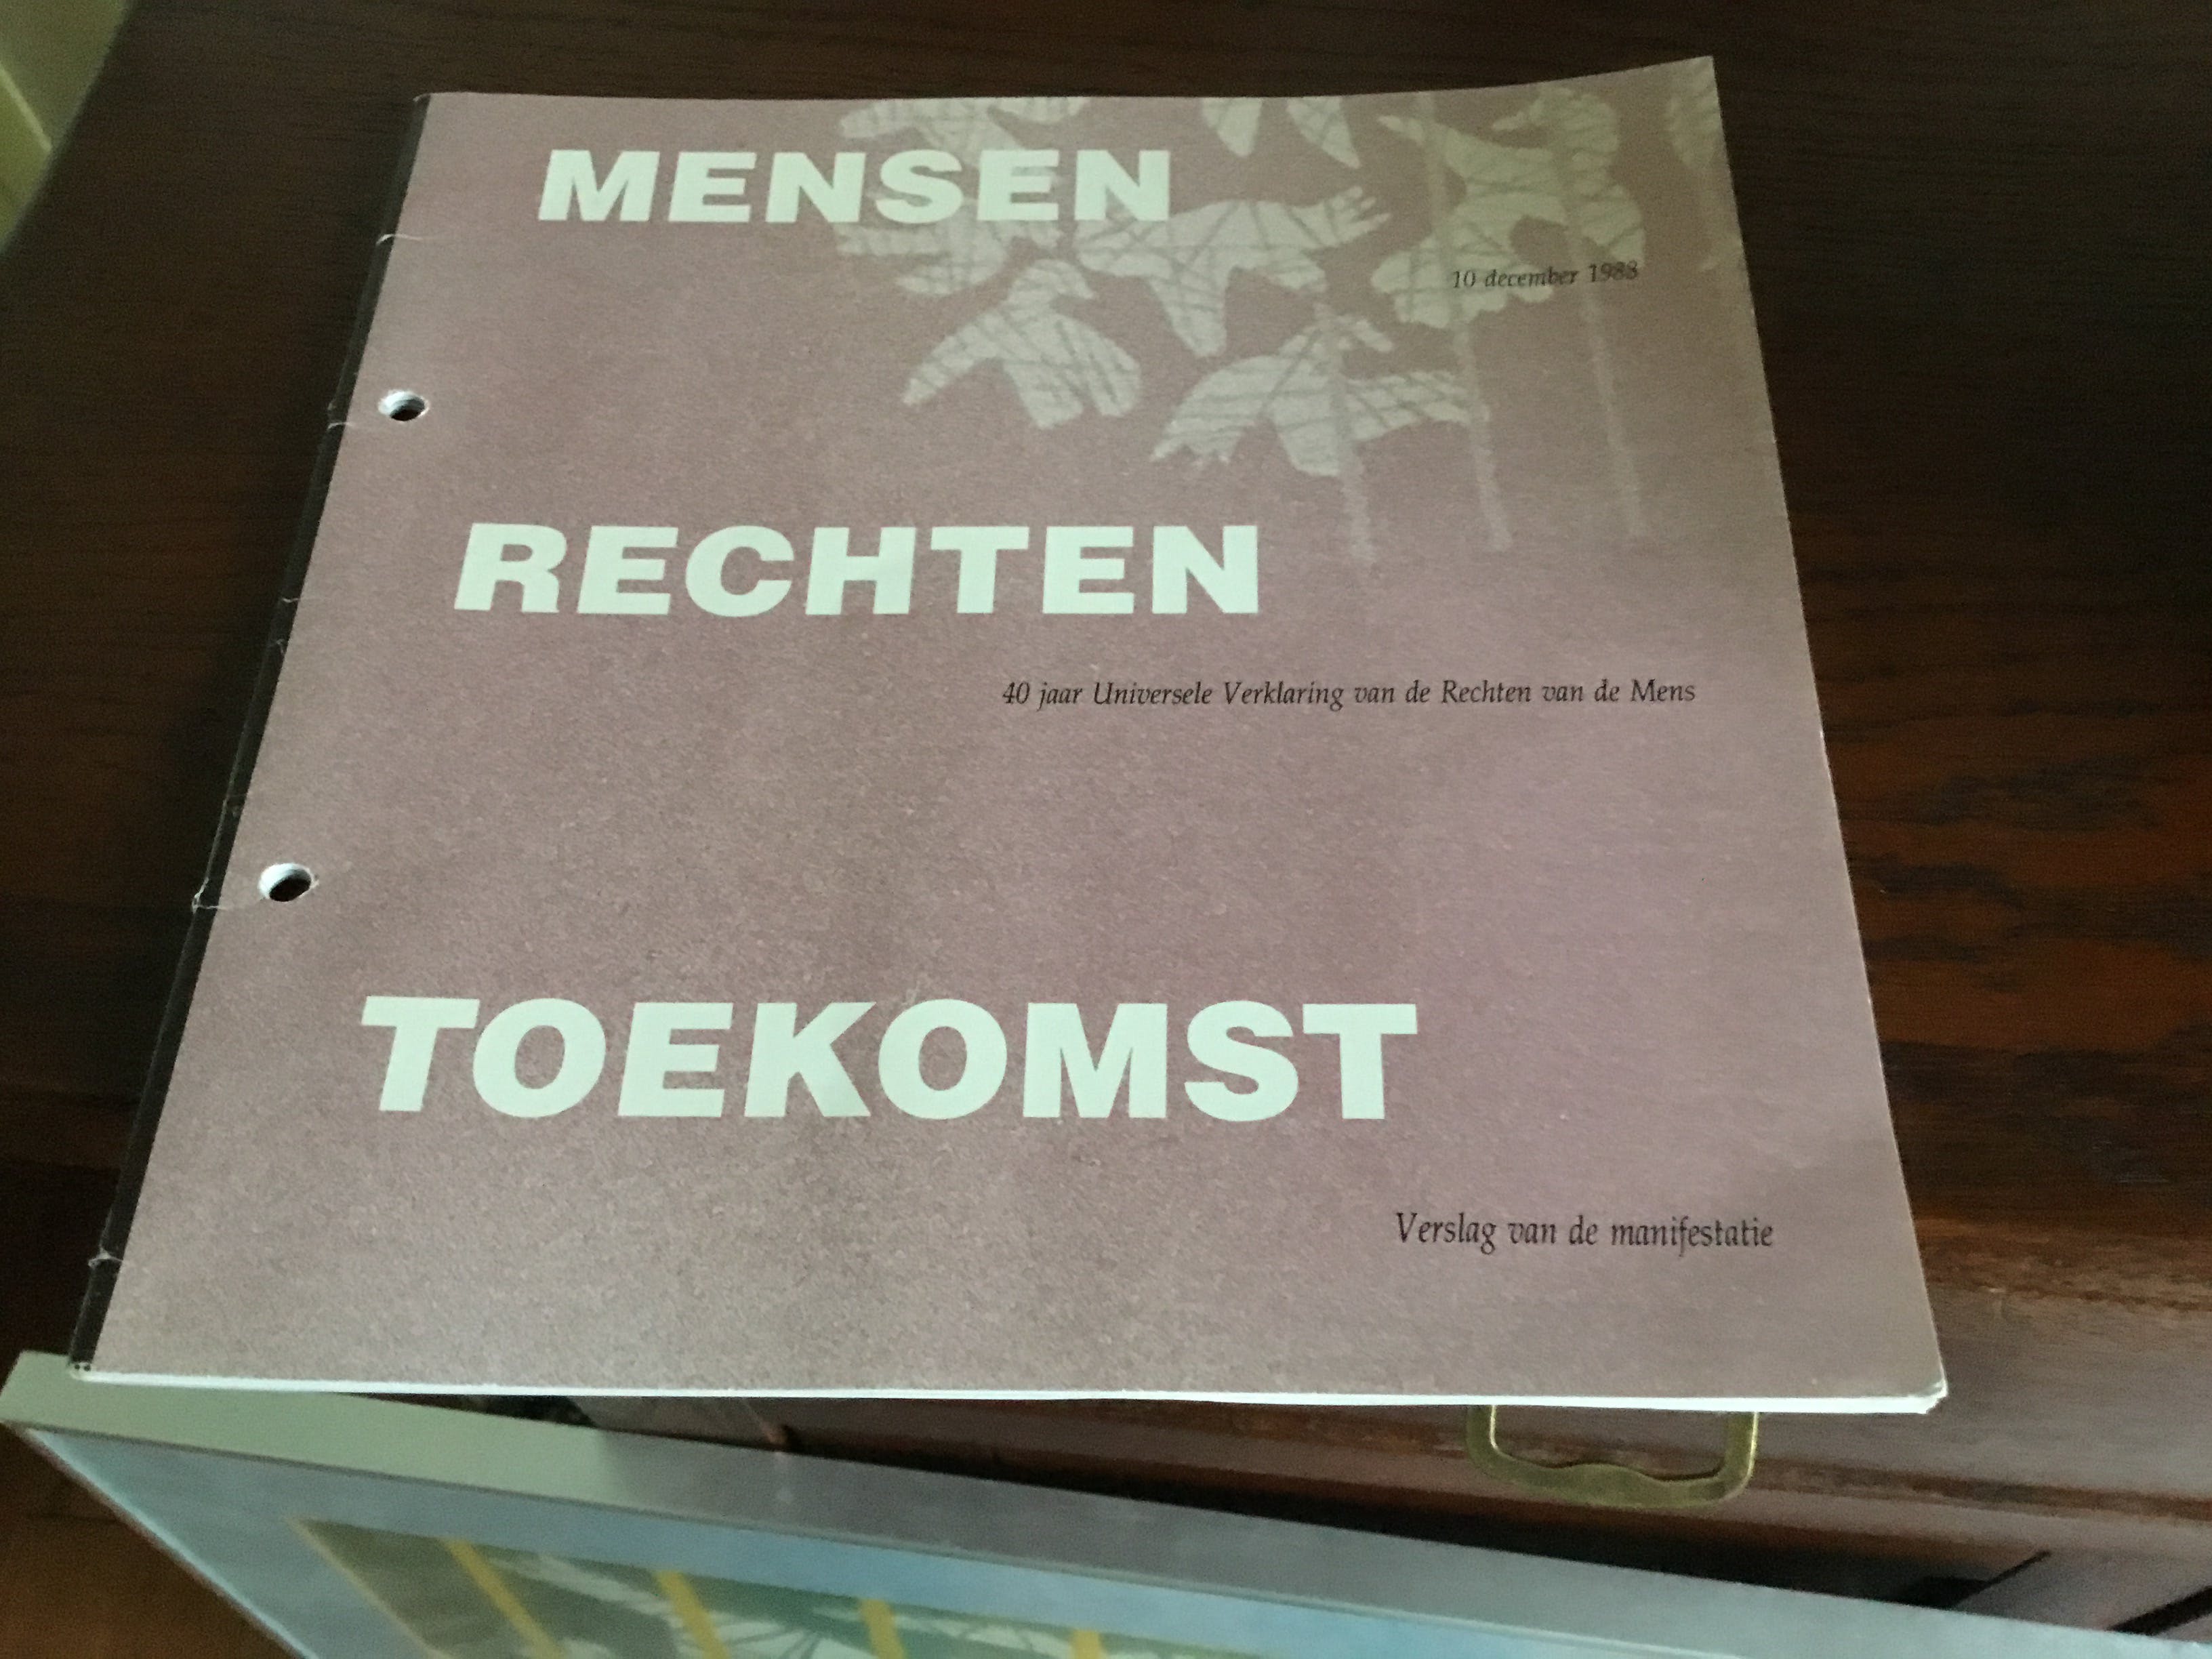 MENSEN
10 december 1988
RECHTEN
40 jaar Universele Verklaring van de Rechten van de Mens
TOEKOMST
Verslag van de manifestatie